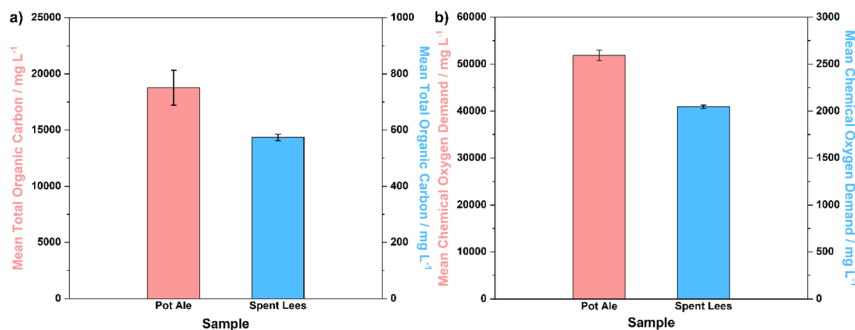 a)
Mean Total Organic Carbon / mg L⁻¹
25000
20000
15000
10000
5000
0
1000
800
600
400
200
0
Mean Total Organic Carbon / mg L⁻¹
Pot Ale
Spent Lees
Sample
b)
Mean Chemical Oxygen Demand / mg L⁻¹
60000
50000
40000
30000
20000
10000
0
3000
2500
2000
1500
1000
500
0
Mean Chemical Oxygen Demand / mg L⁻¹
Pot Ale
Spent Lees
Sample